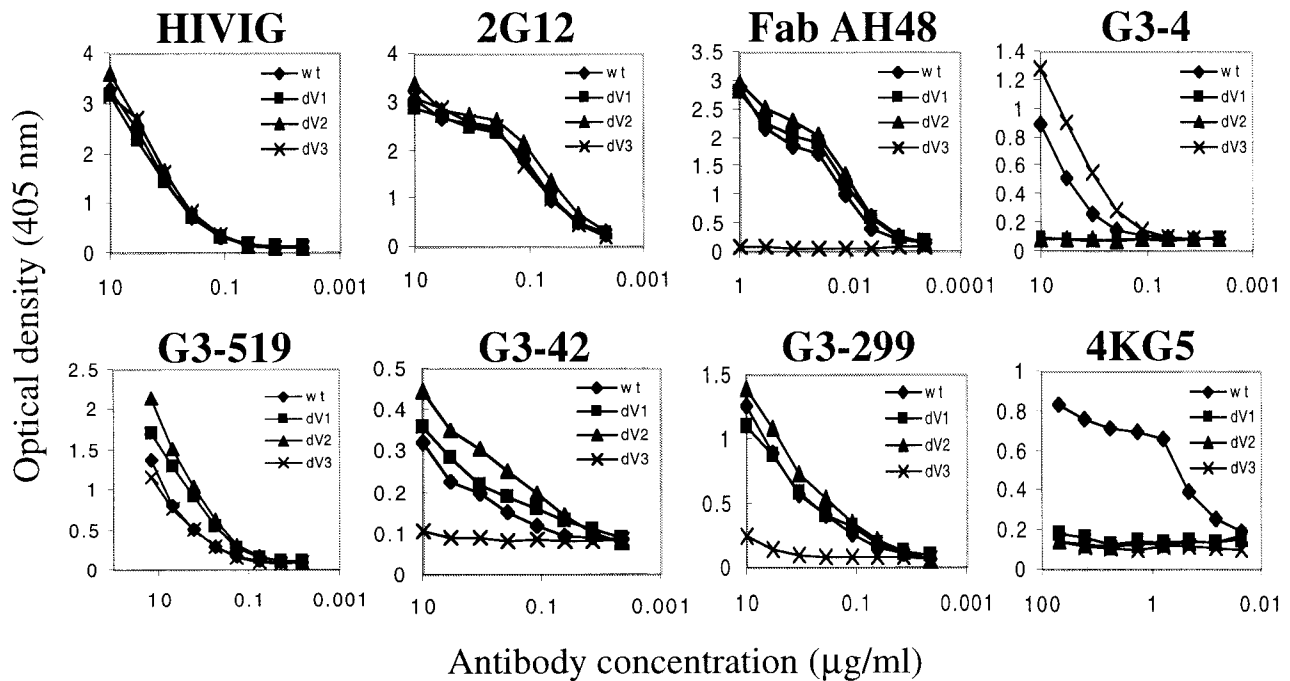 HIVIG
2G12
Fab AH48
G3-4
4
3
2
1
0
10
0.1
0.001
wt
dV1
dV2
dV3
4
3
2
1
0
10
0.1
0.001
wt
dV1
dV2
dV3
3.5
3
2.5
2
1.5
1
0.5
0
1
0.01
0.0001
wt
dV1
dV2
dV3
1.4
1.2
1
0.8
0.6
0.4
0.2
0
10
0.1
0.001
wt
dV1
dV2
dV3
G3-519
G3-42
G3-299
4KG5
2.5
2
1.5
1
0.5
0
10
0.1
0.001
wt
dV1
dV2
dV3
0.5
0.4
0.3
0.2
0.1
0
10
0.1
0.001
wt
dV1
dV2
dV3
1.5
1
0.5
0
10
0.1
0.001
wt
dV1
dV2
dV3
1
0.8
0.6
0.4
0.2
0
100
1
0.01
wt
dV1
dV2
dV3
Optical density (405 nm)
Antibody concentration (µg/ml)